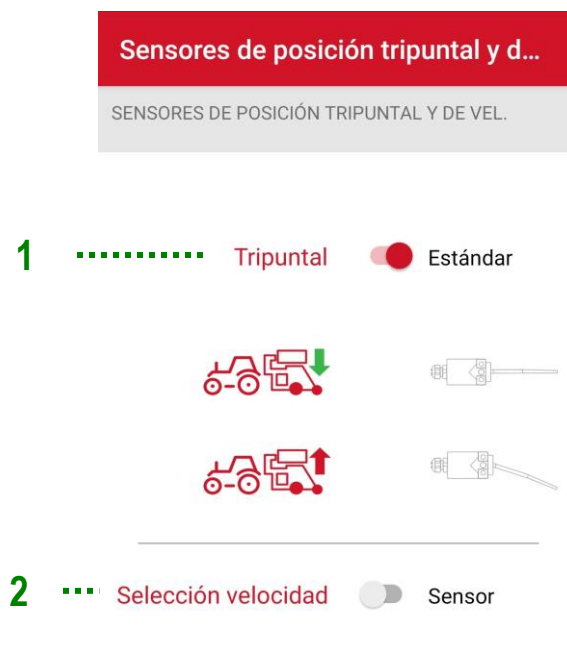 Sensores de posición tripuntal y d...
SENSORES DE POSICIÓN TRIPUNTAL Y DE VEL.
1 Tripuntal Estándar
2 Selección velocidad Sensor